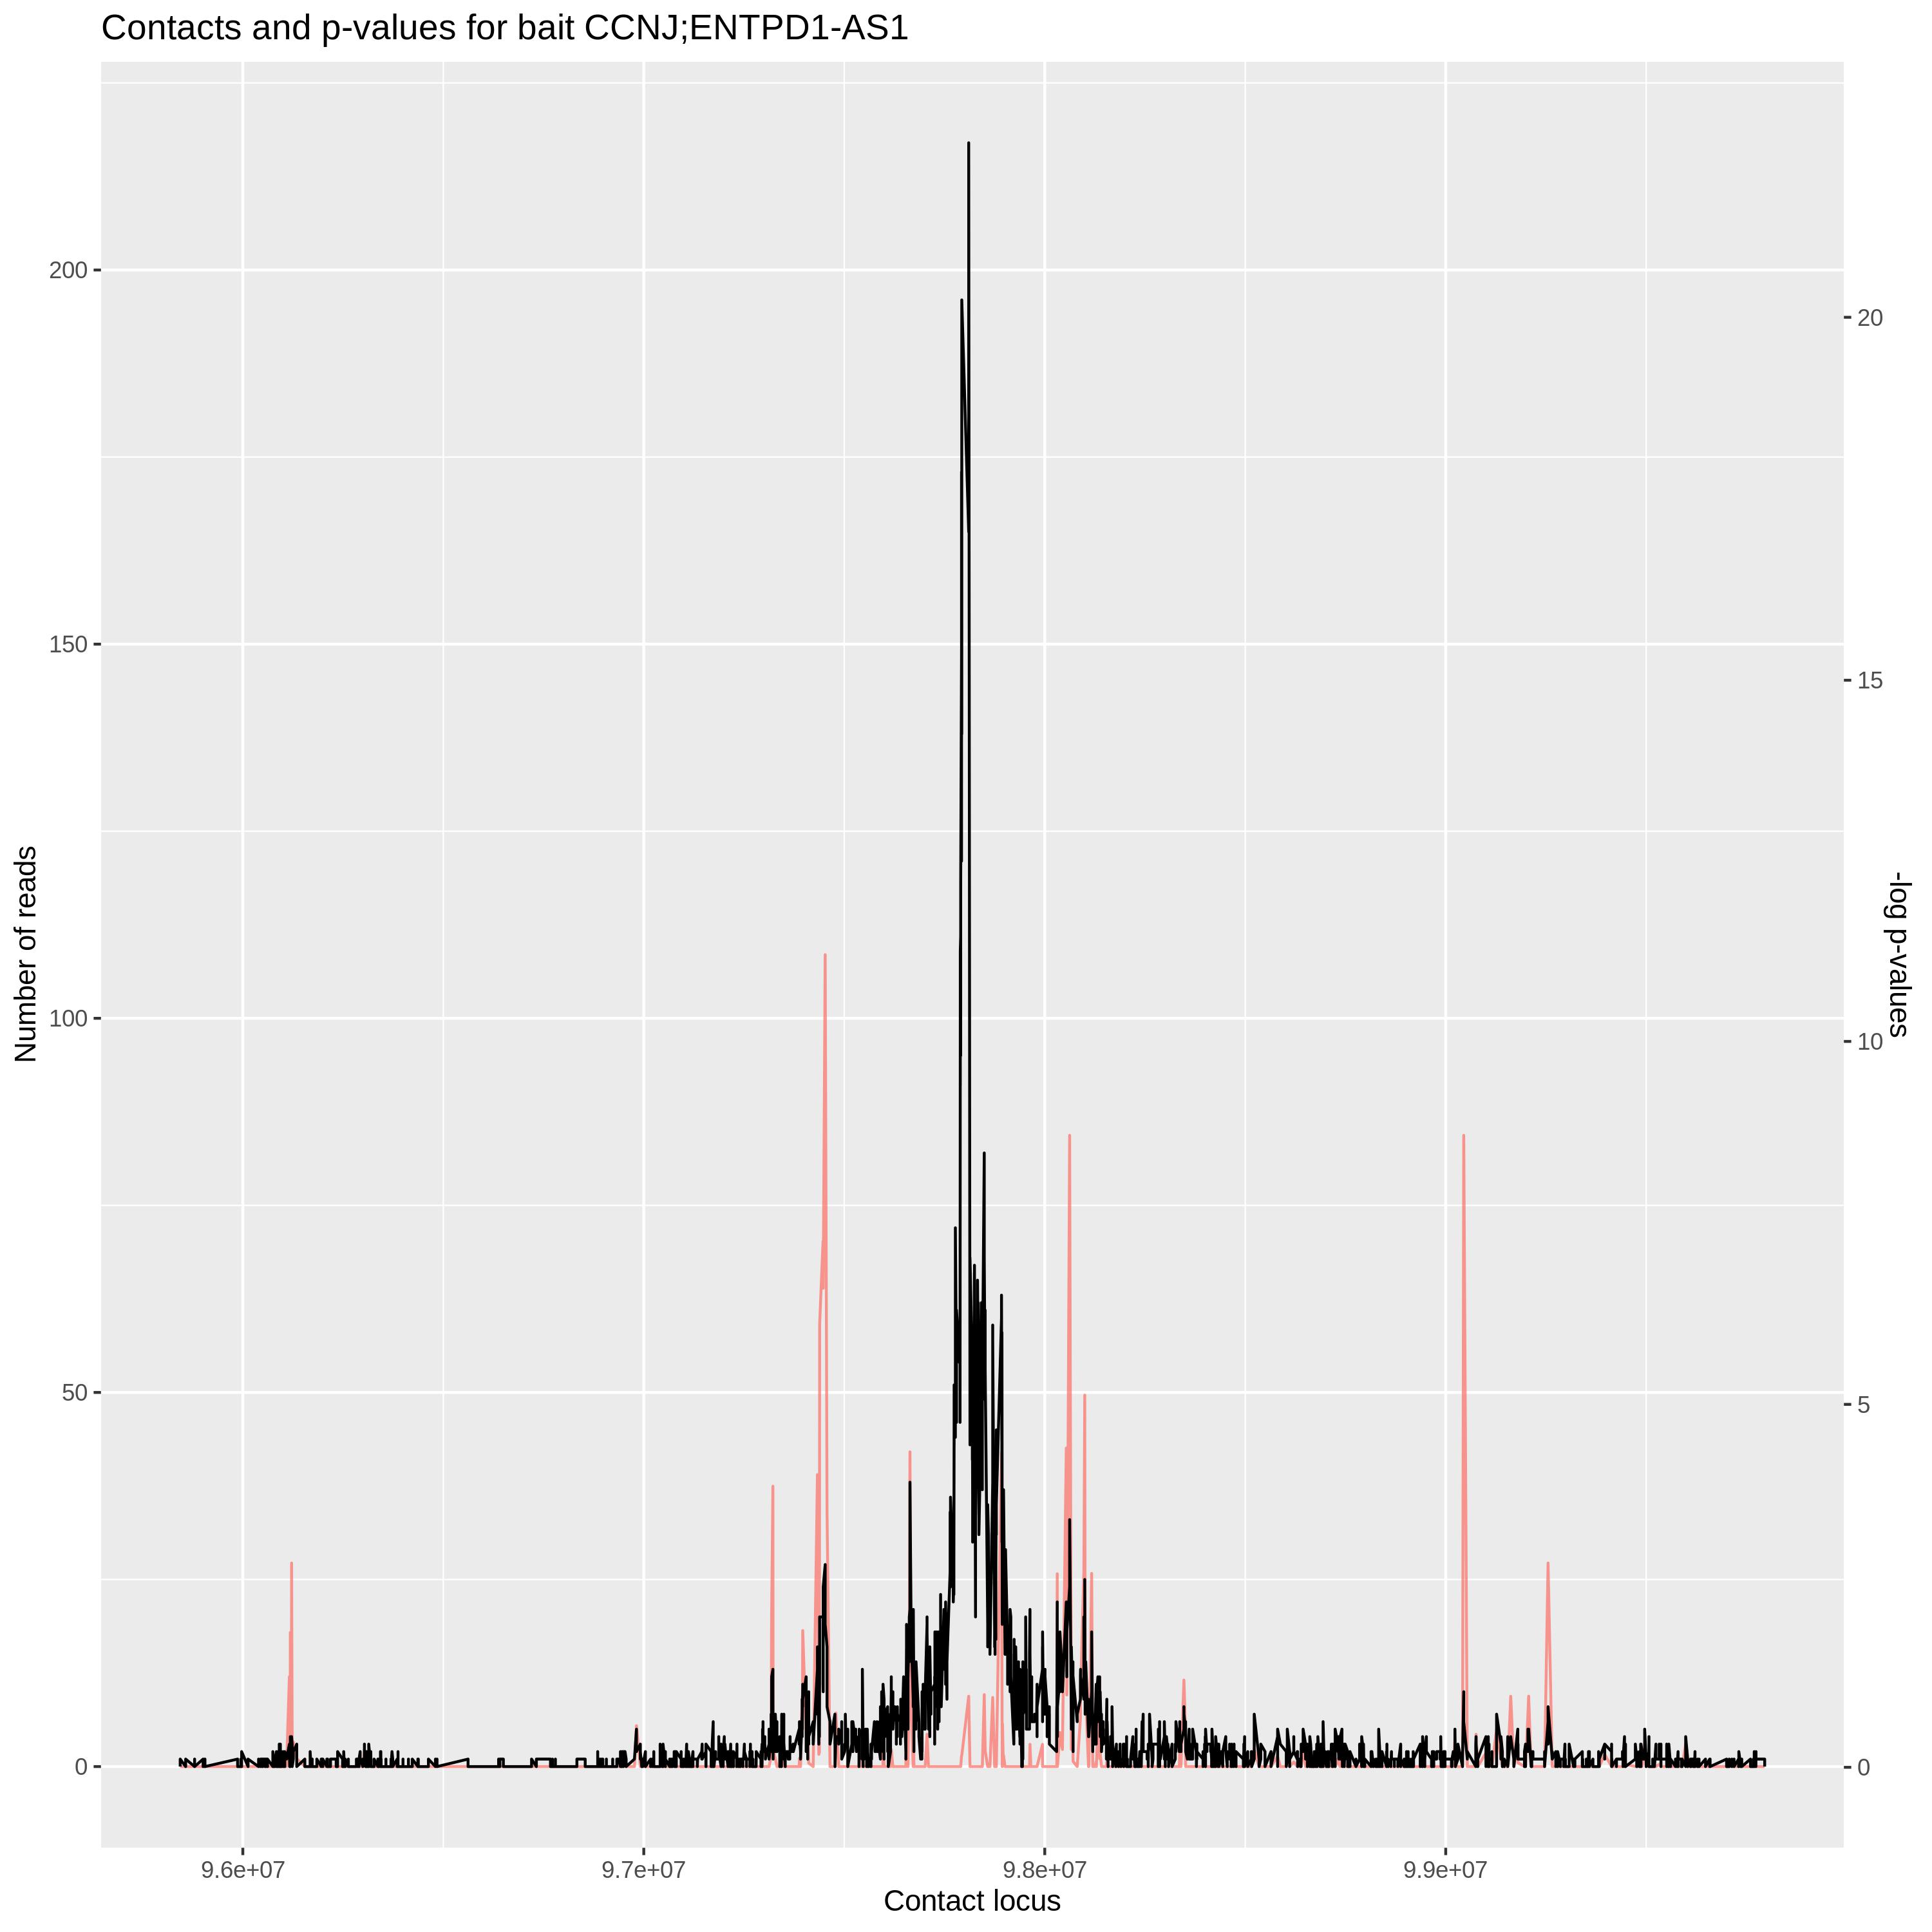 Contacts and p-values for bait CCNJ;ENTPD1-AS1
Number of reads
200
150
100
50
0
20
15
10
5
0
-log p-values
9.6e+07
9.7e+07
9.8e+07
9.9e+07
Contact locus